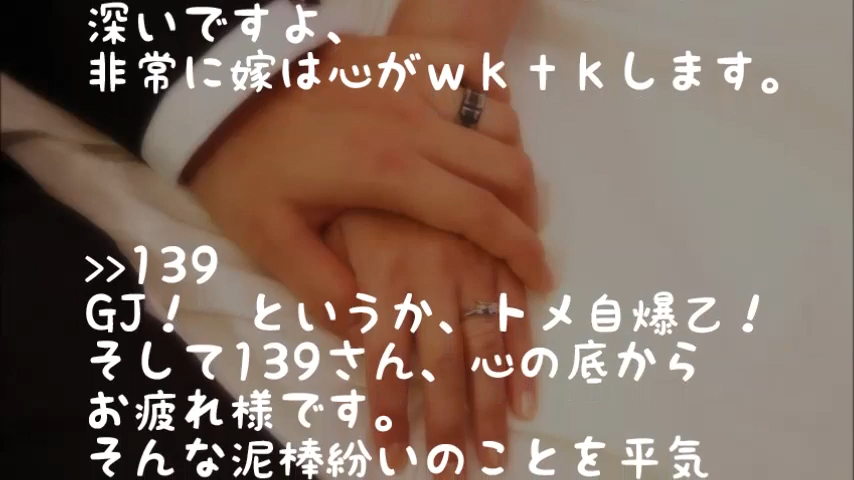 深いですよ、
非常に嫁は心がｗｋｔｋします。
>>139
GJ！　というか、トメ自爆乙！
そして139さん、心の底から
お疲れ様です。
そんな泥棒紛いのことを平気